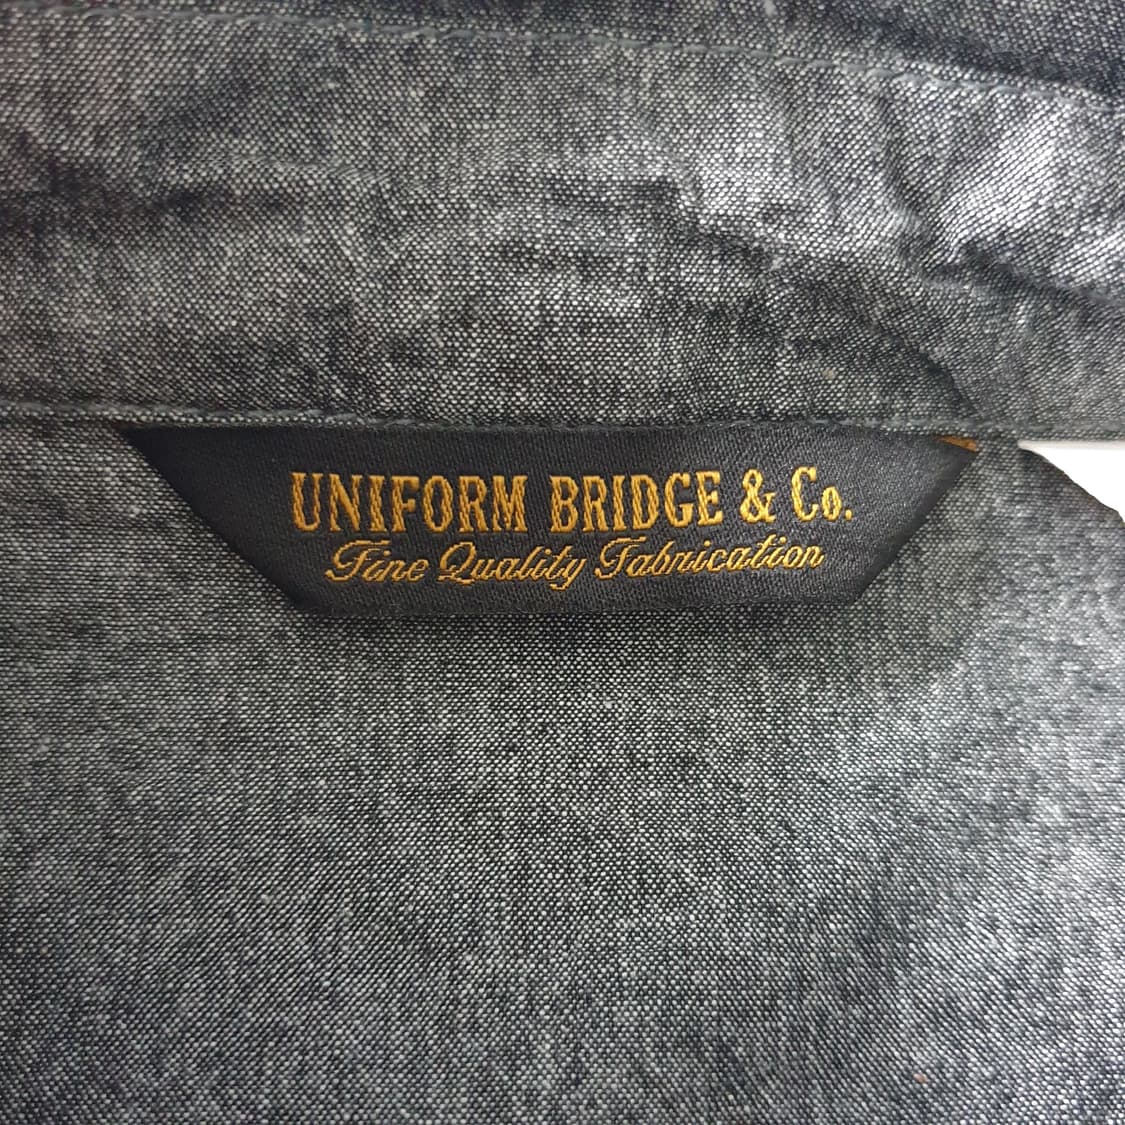 UNIFORM BRIDGE & Co.
Fine Quality Fabrication